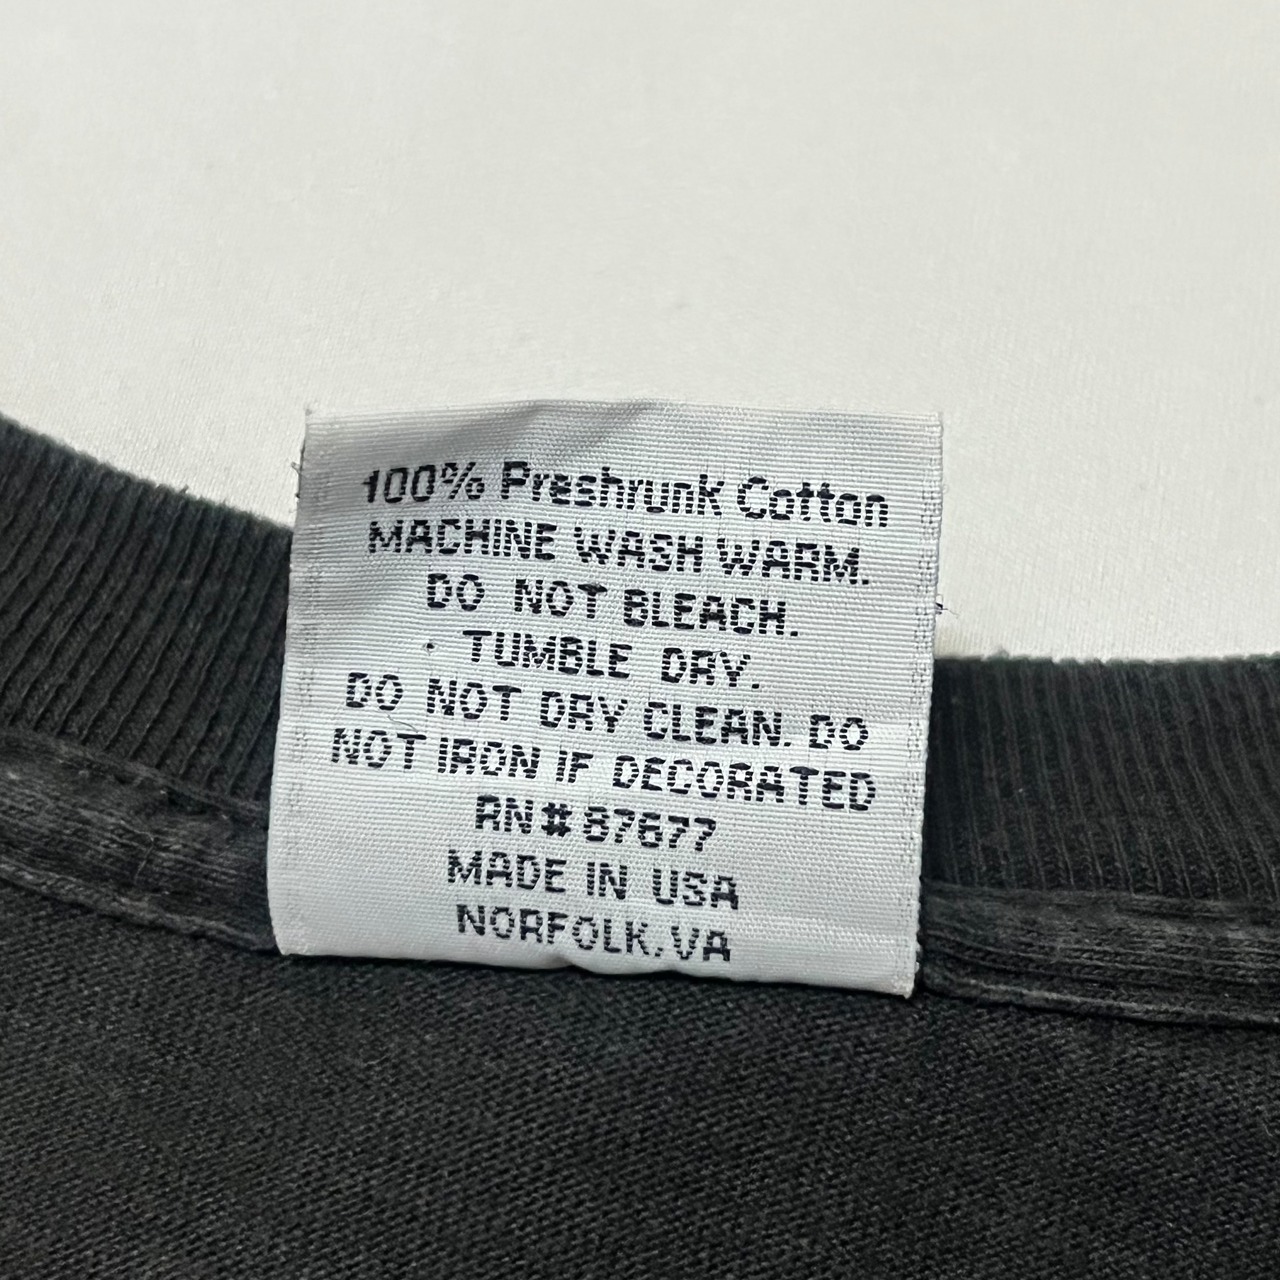 100% Preshrunk Cotton
MACHINE WASH WARM.
DO NOT BLEACH.
TUMBLE DRY.
DO NOT DRY CLEAN. DO
NOT IRON IF DECORATED
RN# 87677
MADE IN USA
NORFOLK, VA